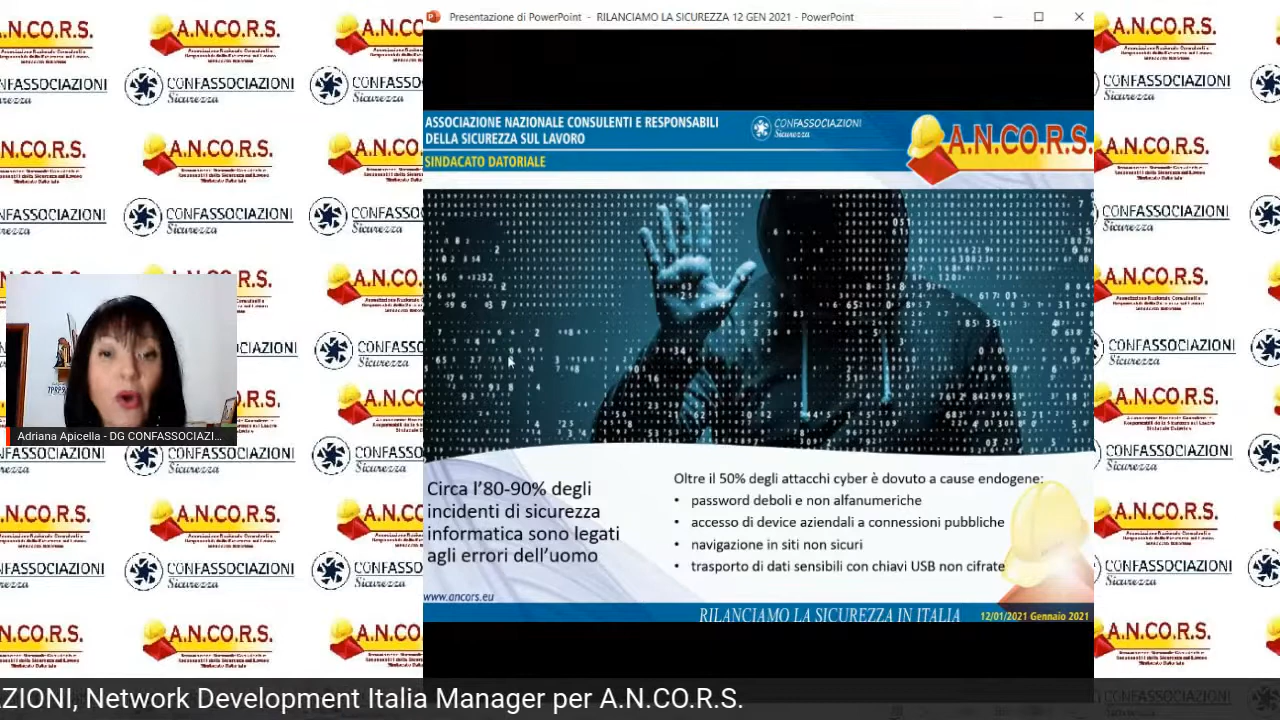 Presentazione di PowerPoint - RILANCIAMO LA SICUREZZA 12 GEN 2021 - PowerPoint
ASSOCIAZIONE NAZIONALE CONSULENTI E RESPONSABILI
DELLA SICUREZZA SUL LAVORO
SINDACATO DATORIALE
CONFASSOCIAZIONI
Sicurezza
A.N.CO.R.S.
Circa l'80-90% degli
incidenti di sicurezza
informatica sono legati
agli errori dell'uomo
Oltre il 50% degli attacchi cyber è dovuto a cause endogene:
• password deboli e non alfanumeriche
• accesso di device aziendali a connessioni pubbliche
• navigazione in siti non sicuri
• trasporto di dati sensibili con chiavi USB non cifrate
www.ancors.eu
RILANCIAMO LA SICUREZZA IN ITALIA
12/01/2021 Gennaio 2021
Adriana Apicella - DG CONFASSOCIAZI...
A.N.CO.R.S.
CONFASSOCIAZIONI
Sicurezza
AZIONI, Network Development Italia Manager per A.N.CO.R.S.